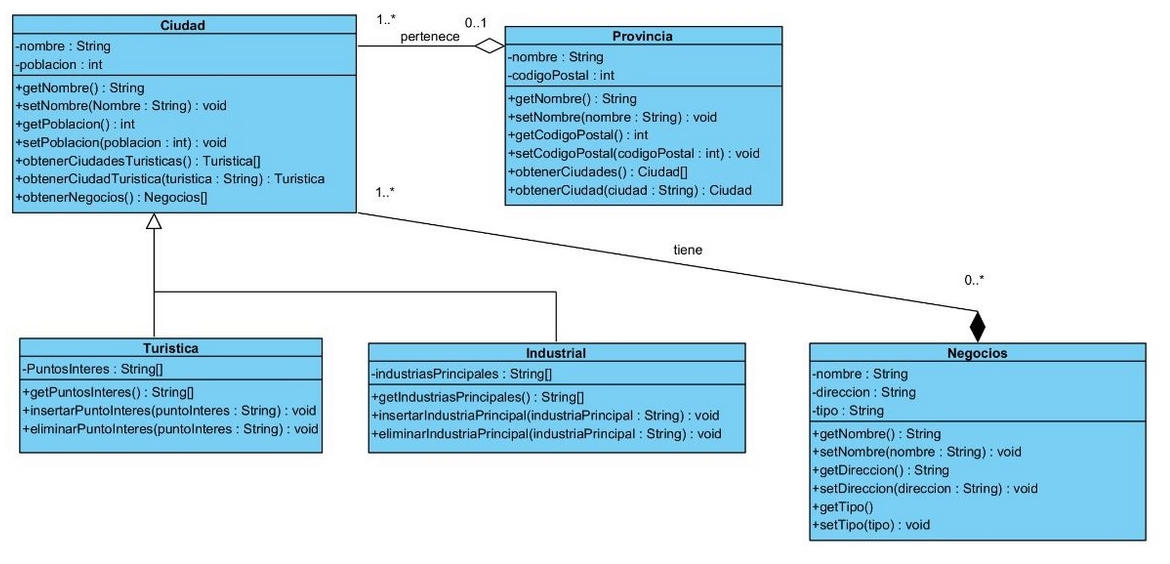 Ciudad
-nombre : String
-poblacion : int
+getNombre() : String
+setNombre(Nombre : String) : void
+getPoblacion() : int
+setPoblacion(poblacion : int) : void
+obtenerCiudadesTuristicas() : Turistica[]
+obtenerCiudadTuristica(turistica : String) : Turistica
+obtenerNegocios() : Negocios[]
1..*
0..1
pertenece
Provincia
-nombre : String
-codigoPostal : int
+getNombre() : String
+setNombre(nombre : String) : void
+getCodigoPostal() : int
+setCodigoPostal(codigoPostal : int) : void
+obtenerCiudades() : Ciudad[]
+obtenerCiudad(ciudad : String) : Ciudad
1..*
tiene
0..*
Turistica
-PuntosInteres : String[]
+getPuntosInteres() : String[]
+insertarPuntoInteres(puntoInteres : String) : void
+eliminarPuntoInteres(puntoInteres : String) : void
Industrial
-industriasPrincipales : String[]
+getIndustriasPrincipales() : String[]
+insertarIndustriaPrincipal(industriaPrincipal : String) : void
+eliminarIndustriaPrincipal(industriaPrincipal : String) : void
Negocios
-nombre : String
-direccion : String
-tipo : String
+getNombre() : String
+setNombre(nombre : String) : void
+getDireccion() : String
+setDireccion(direccion : String) : void
+getTipo()
+setTipo(tipo) : void